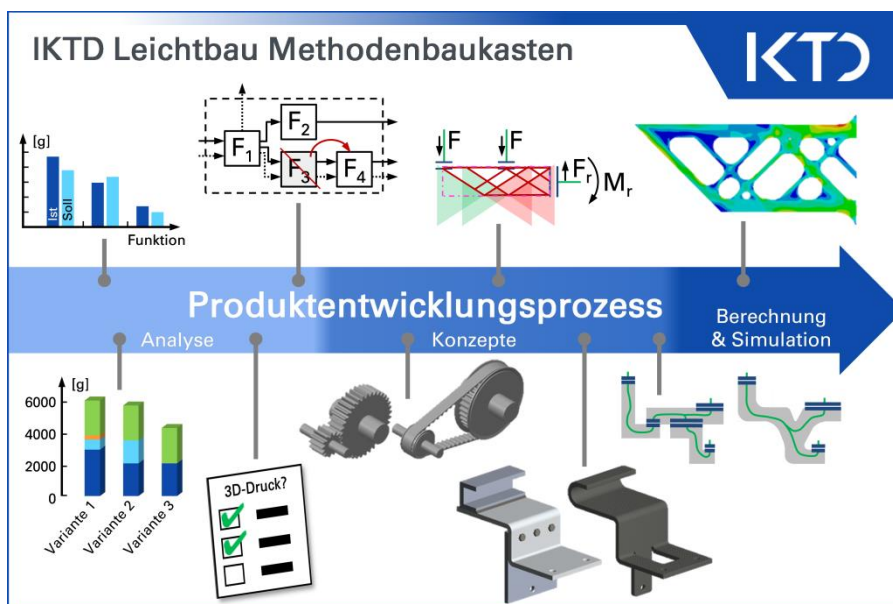 IKTD Leichtbau Methodenbaukasten
IKTD
[g]
Ist
Soll
Funktion
F1
F2
F3
F4
F
F
Fr
Mr
Produktentwicklungsprozess
Analyse
Konzepte
Berechnung
& Simulation
[g]
6000
4000
2000
0
Variante 1
Variante 2
Variante 3
3D-Druck?